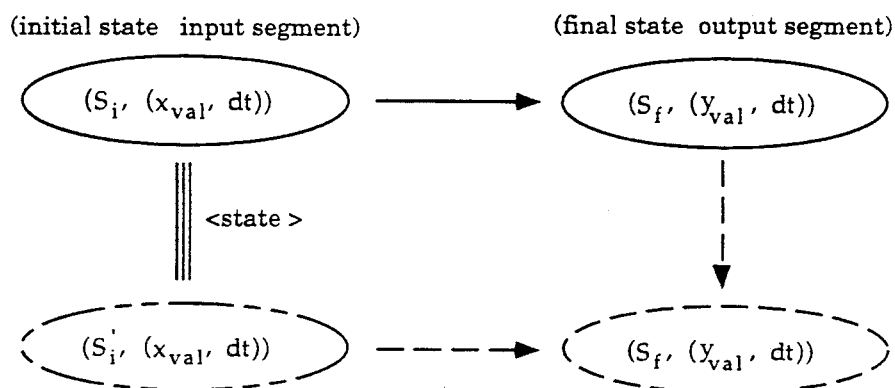 (initial state input segment) (final state output segment)
(S_i, (x_val, dt)) (S_f, (y_val, dt))
<state >
(S'_i, (x_val, dt)) (S_f, (y_val, dt))